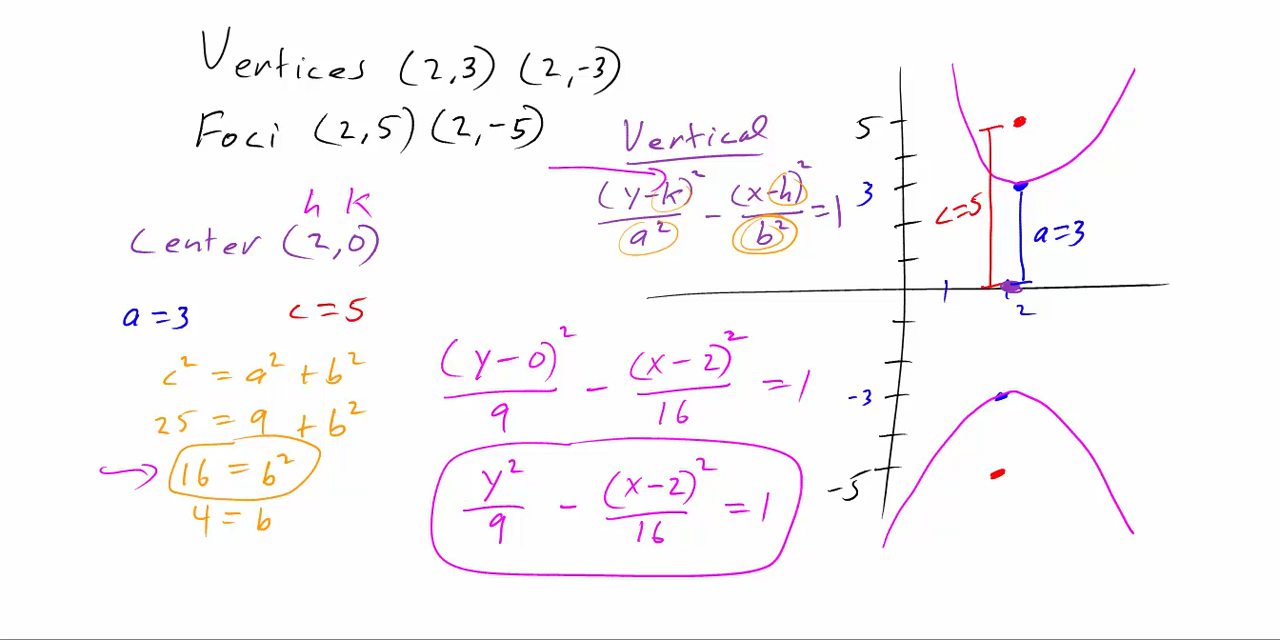 Vertices (2,3) (2,-3)
Foci (2,5) (2,-5)
Vertical
(y-k)²/a² - (x-h)²/b² = 1
h k
Center (2,0)
a=3 c=5
c² = a² + b²
25 = 9 + b²
16 = b²
4 = b
(y-0)²/9 - (x-2)²/16 = 1
y²/9 - (x-2)²/16 = 1
5
3
c=5
a=3
1
2
-3
-5